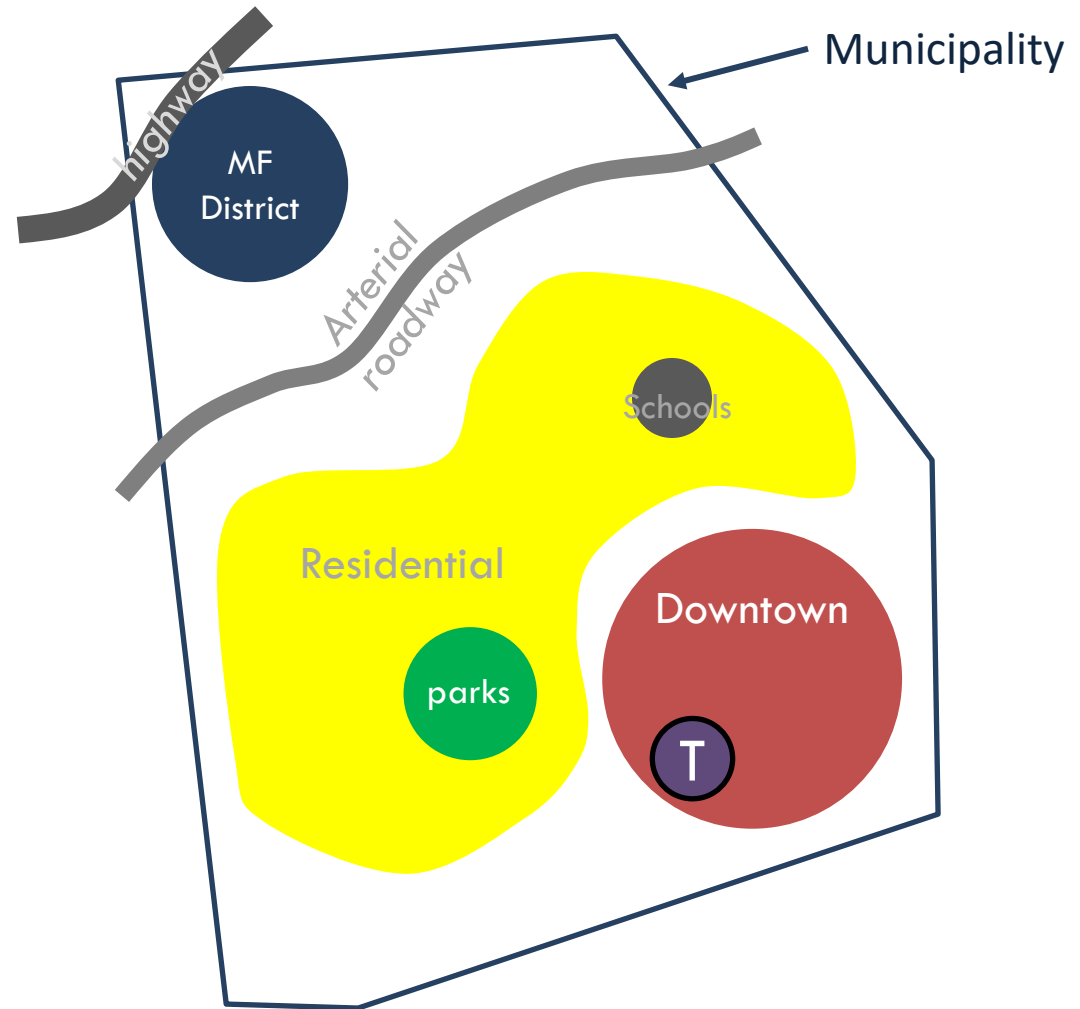 Municipality
highway
MF
District
Arterial
roadway
Schools
Residential
Downtown
parks
T